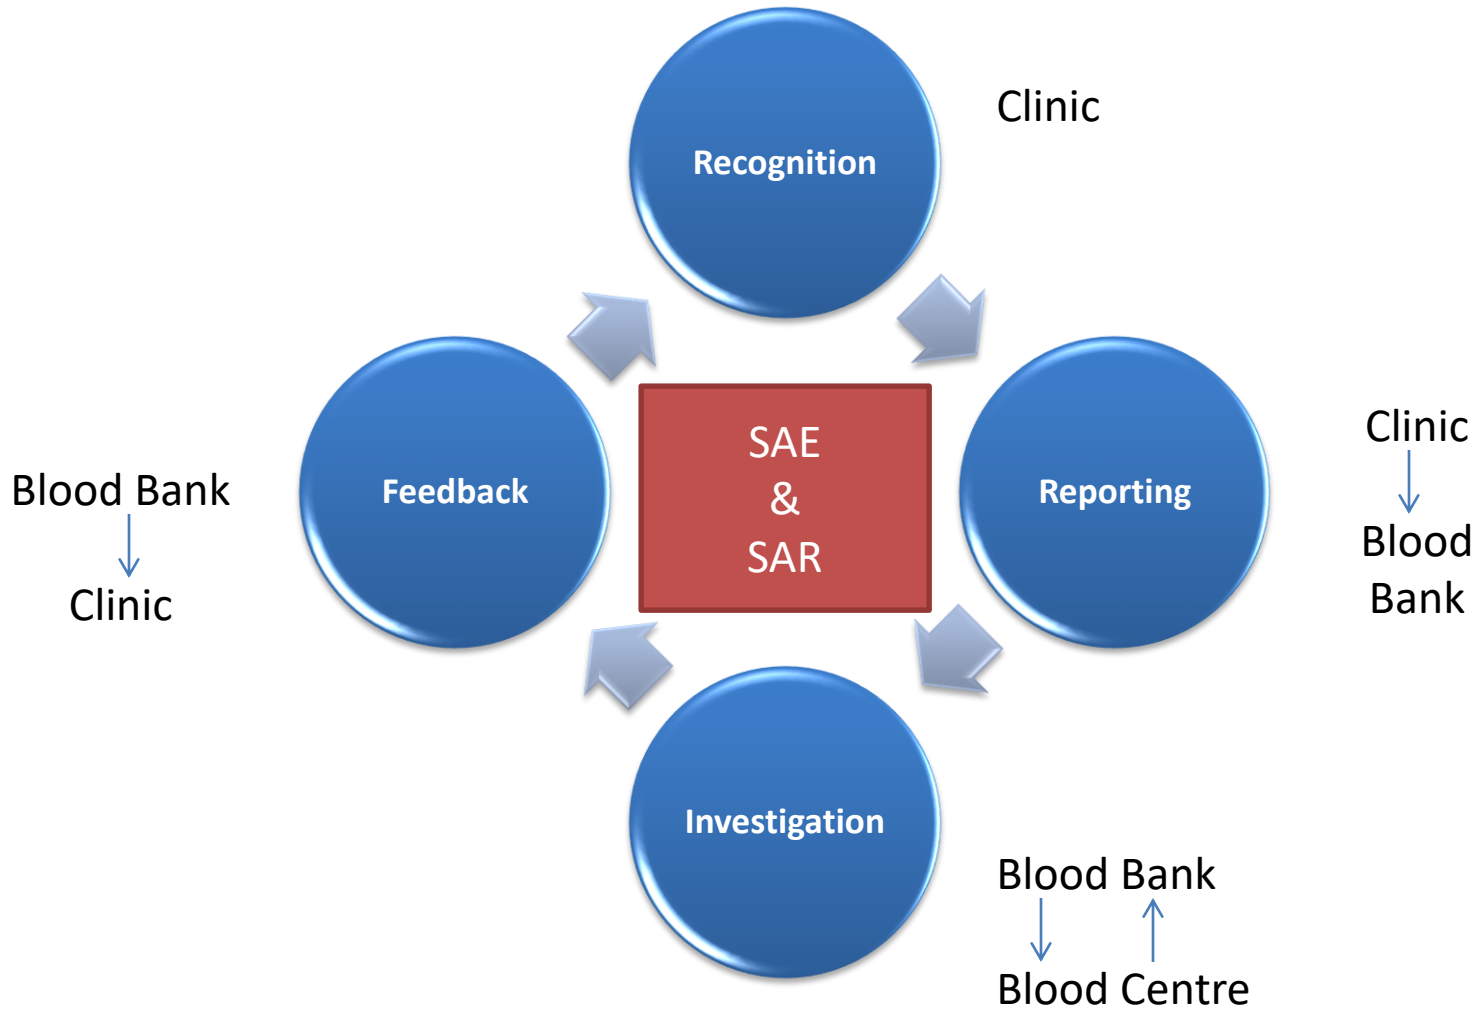 Recognition
Clinic
SAE
&
SAR
Reporting
Clinic
Blood
Bank
Investigation
Blood Bank
Blood Centre
Feedback
Blood Bank
Clinic